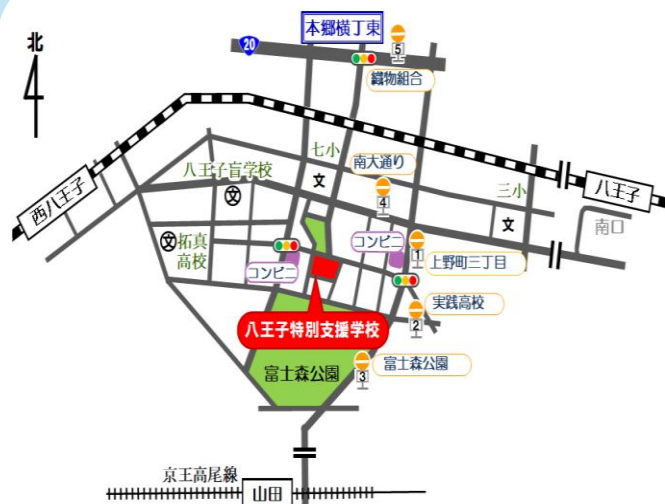 北
本郷横丁東
20
5
織物組合
七小
八王子盲学校
南大通り
文
4
三小
文
八王子
西八王子
南口
文
文
拓真
高校
コンビニ
コンビニ
1
上野町三丁目
2
実践高校
八王子特別支援学校
富士森公園
3
富士森公園
京王高尾線
山田